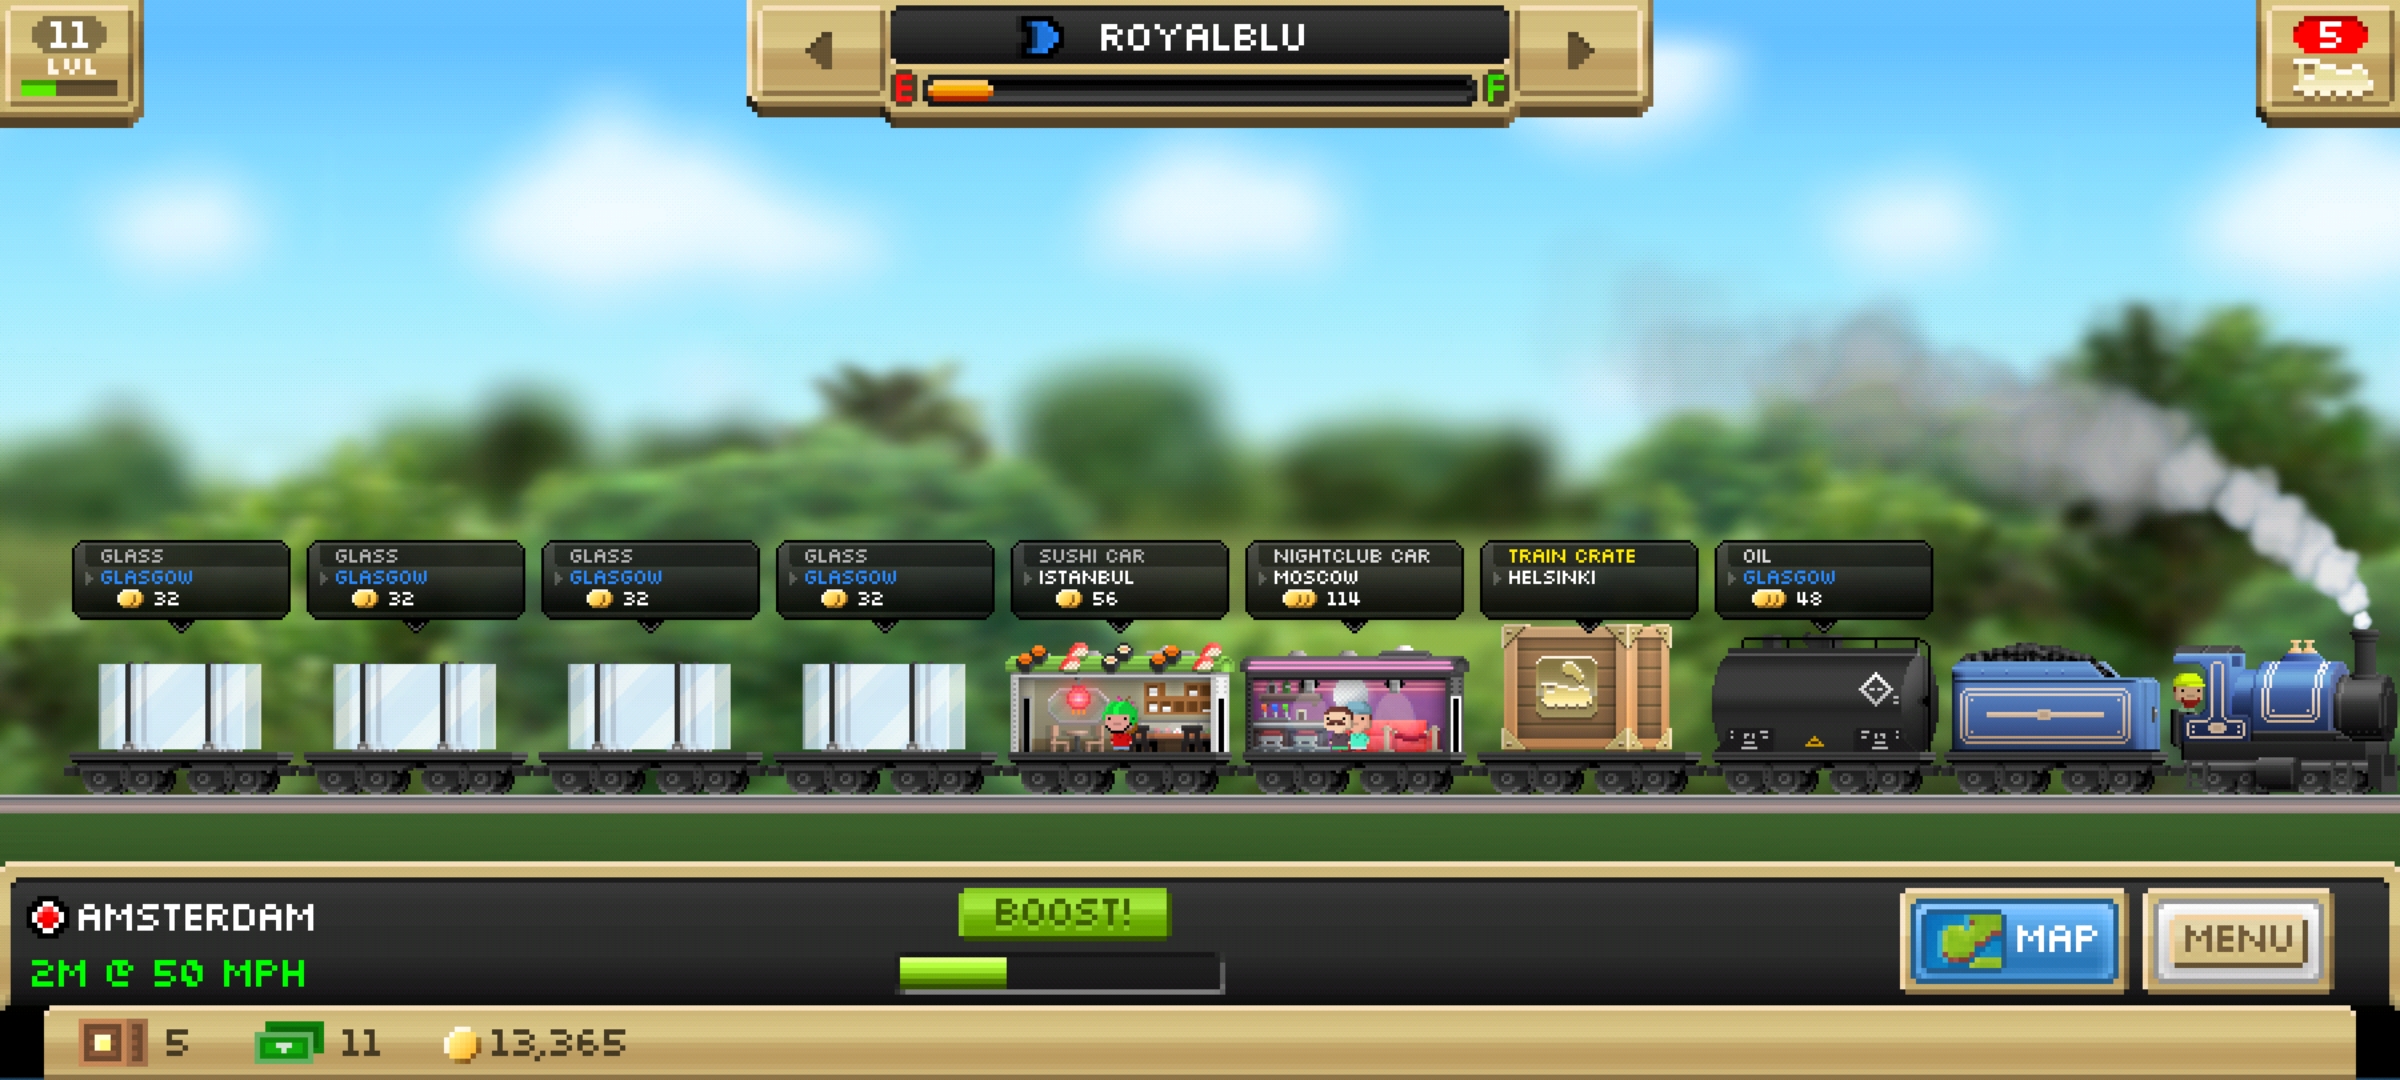 11
LVL
ROYALBLU
E F
5
GLASS
GLASGOW
32
GLASS
GLASGOW
32
GLASS
GLASGOW
32
GLASS
GLASGOW
32
SUSHI CAR
ISTANBUL
56
NIGHTCLUB CAR
MOSCOW
114
TRAIN CRATE
HELSINKI
OIL
GLASGOW
48
AMSTERDAM
2M @ 50 MPH
BOOST!
MAP
MENU
5
11
13,365